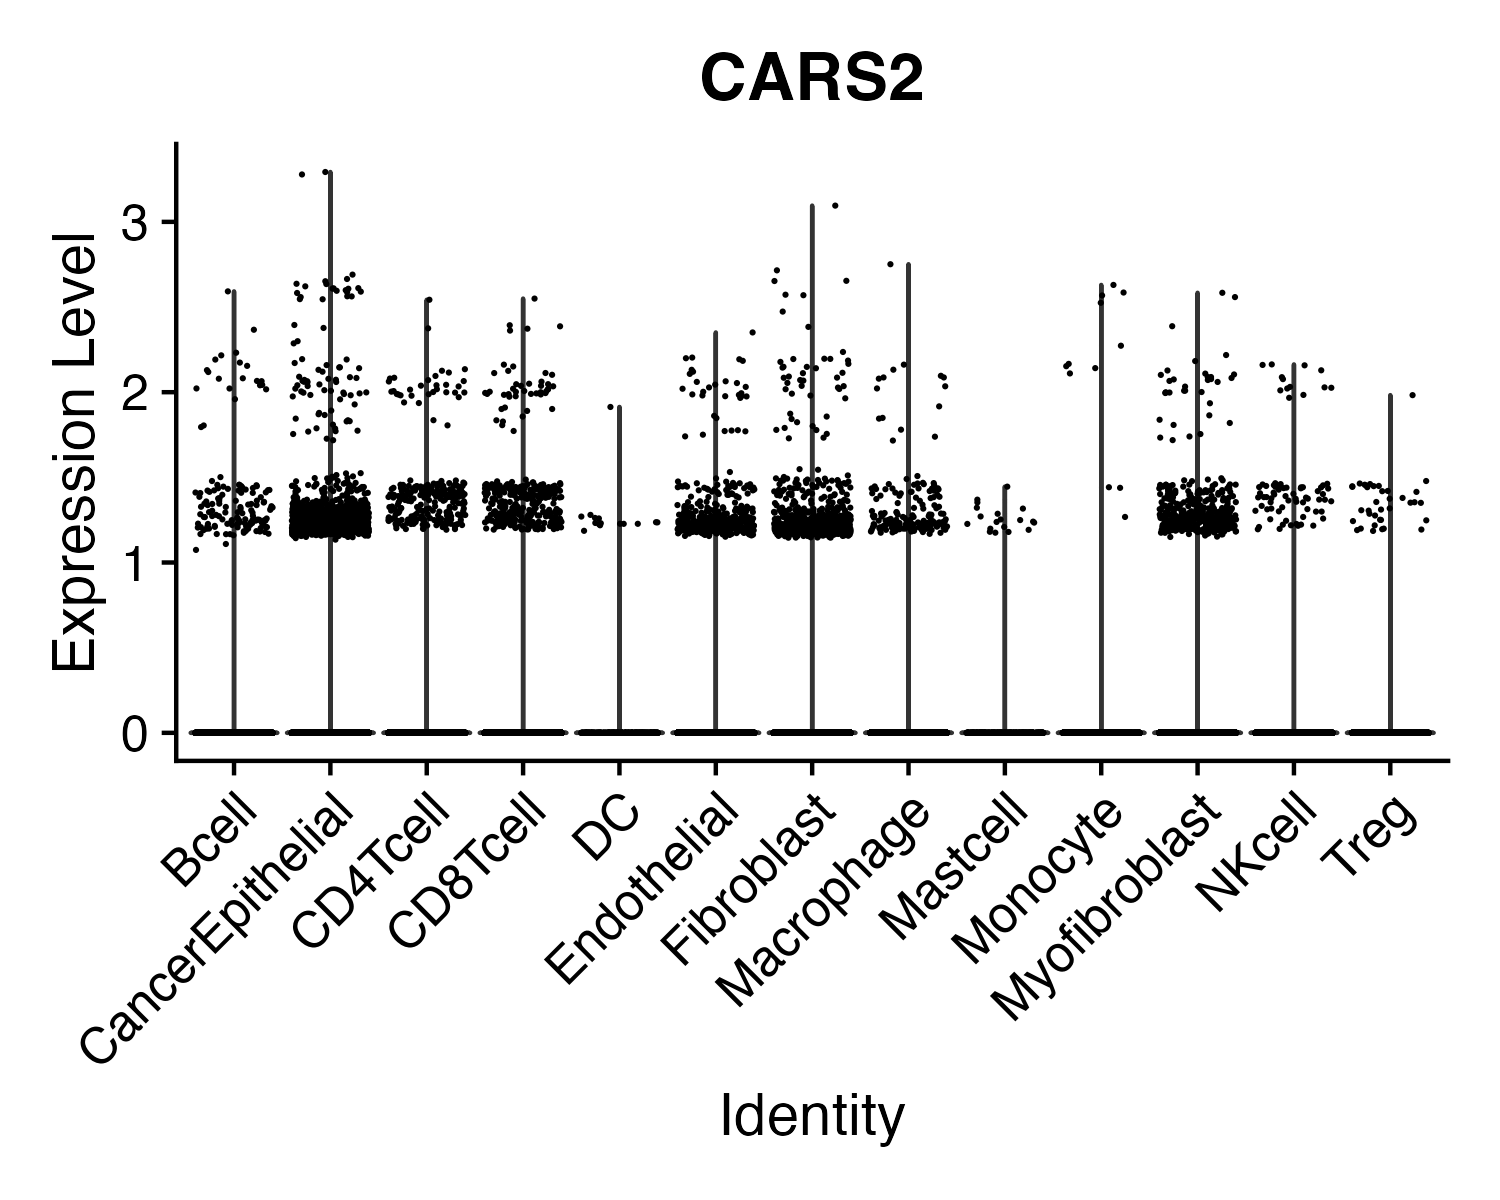 CARS2
Expression Level
3
2
1
0
Bcell
CancerEpithelial
CD4Tcell
CD8Tcell
DC
Endothelial
Fibroblast
Macrophage
Mastcell
Monocyte
Myofibroblast
NKcell
Treg
Identity